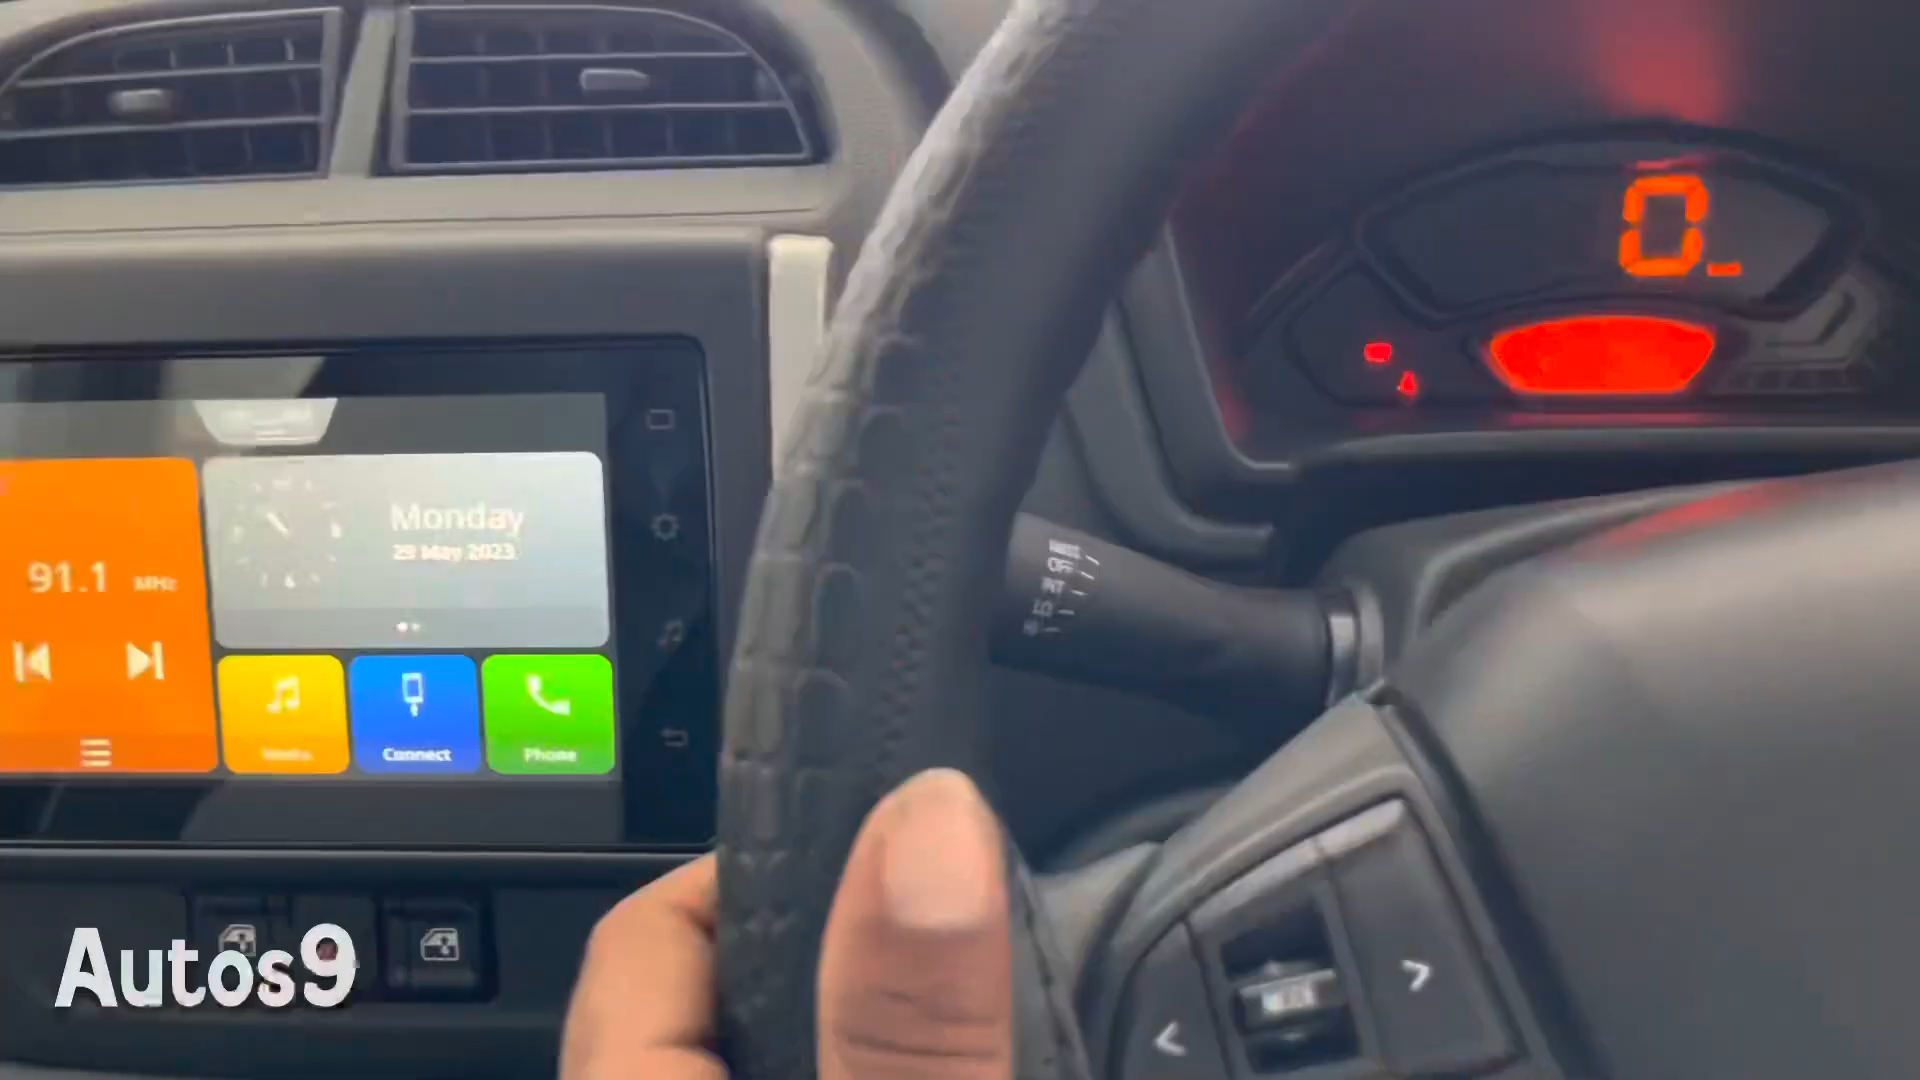 0
Monday
29 May 2023
91.1 MHz
Connect
Phone
OFF
INT
LO
Autos9